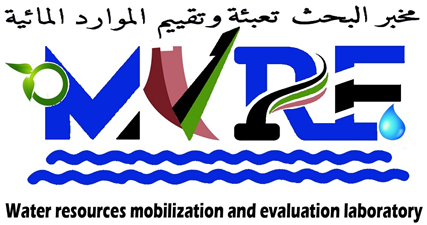 مخبر البحث تعبئة وتقييم الموارد المائية
MVRE
Water resources mobilization and evaluation laboratory